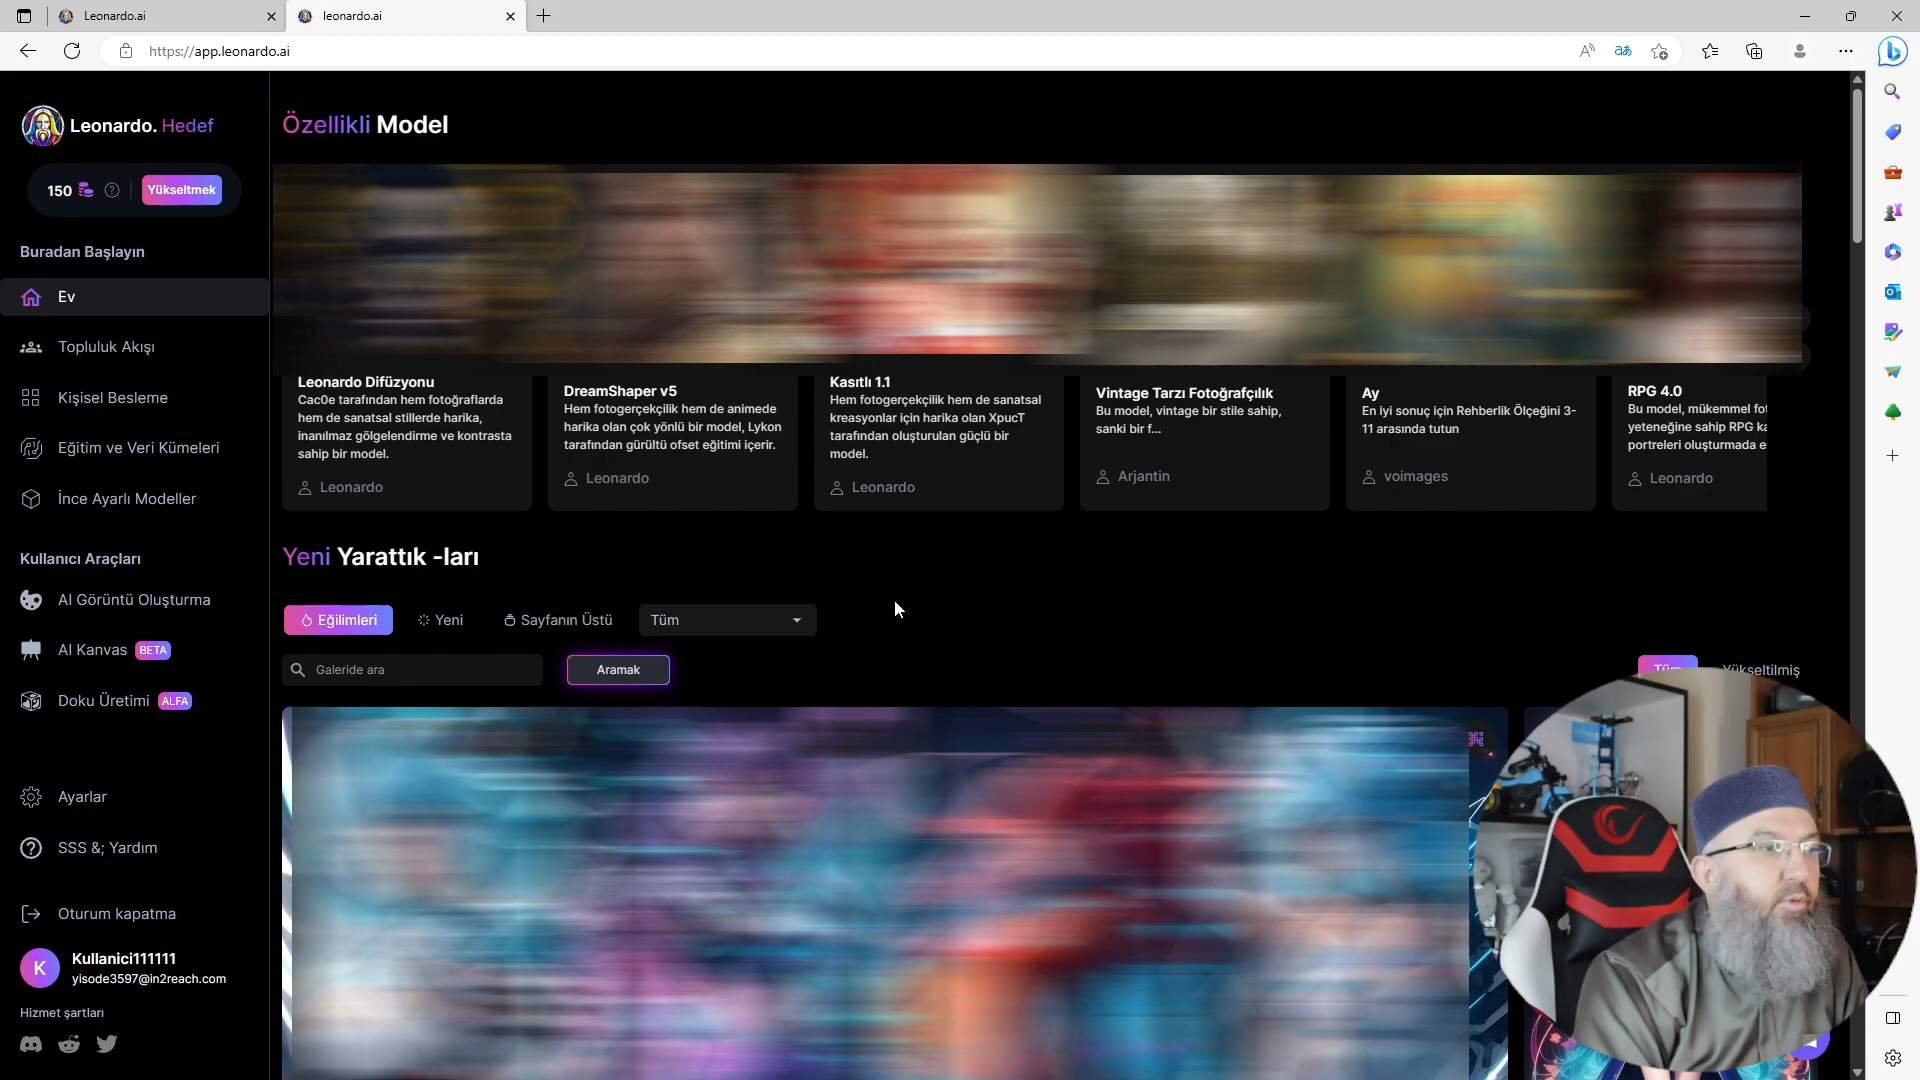 Leonardo.ai
leonardo.ai
https://app.leonardo.ai
Leonardo. Hedef
150
Yükseltmek
Buradan Başlayın
Ev
Topluluk Akışı
Kişisel Besleme
Eğitim ve Veri Kümeleri
İnce Ayarlı Modeller
Kullanıcı Araçları
AI Görüntü Oluşturma
AI Kanvas BETA
Doku Üretimi ALFA
Ayarlar
SSS &; Yardım
Oturum kapatma
K
Kullanici111111
yisode3597@in2reach.com
Hizmet şartları
Özellikli Model
Leonardo Difüzyonu
Cac0e tarafından hem fotoğraflarda
hem de sanatsal stillerde harika,
inanılmaz gölgelendirme ve kontrasta
sahip bir model.
Leonardo
DreamShaper v5
Hem fotogerçekçilik hem de animede
harika olan çok yönlü bir model, Lykon
tarafından gürültü ofset eğitimi içerir.
Leonardo
Kasıtlı 1.1
Hem fotogerçekçilik hem de sanatsal
kreasyonlar için harika olan XpucT
tarafından oluşturulan güçlü bir
model.
Leonardo
Vintage Tarzı Fotoğrafçılık
Bu model, vintage bir stile sahip,
sanki bir f...
Arjantin
Ay
En iyi sonuç için Rehberlik Ölçeğini 3-
11 arasında tutun
voimages
RPG 4.0
Bu model, mükemmel
yeteneğine sahip RPG
portreleri oluşturmada
Leonardo
Yeni Yarattık -ları
Eğilimleri
Yeni
Sayfanın Üstü
Tüm
Galeride ara
Aramak
Tüm
Yükseltilmiş